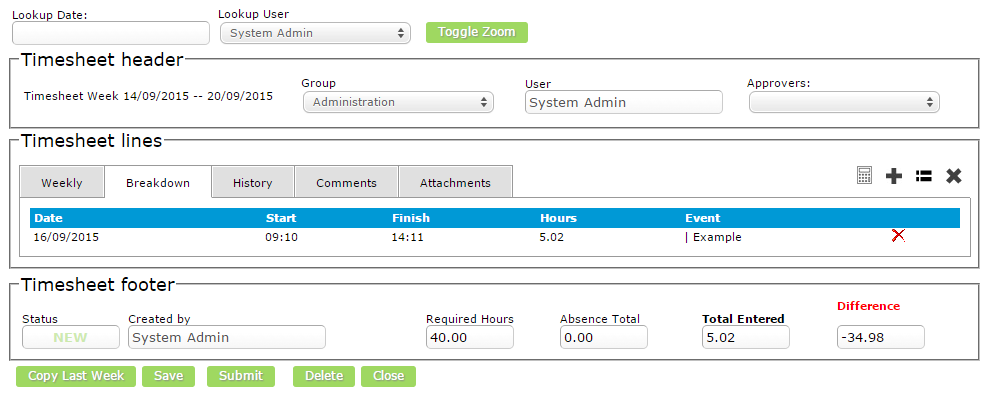 Lookup Date: Lookup User
System Admin Toggle Zoom
Timesheet header
Group User Approvers:
Timesheet Week 14/09/2015 -- 20/09/2015 Administration System Admin
Timesheet lines
Weekly Breakdown History Comments Attachments
Date Start Finish Hours Event
16/09/2015 09:10 14:11 5.02 | Example
Timesheet footer
Difference
Status Created by Required Hours Absence Total Total Entered
NEW System Admin 40.00 0.00 5.02 -34.98
Copy Last Week Save Submit Delete Close